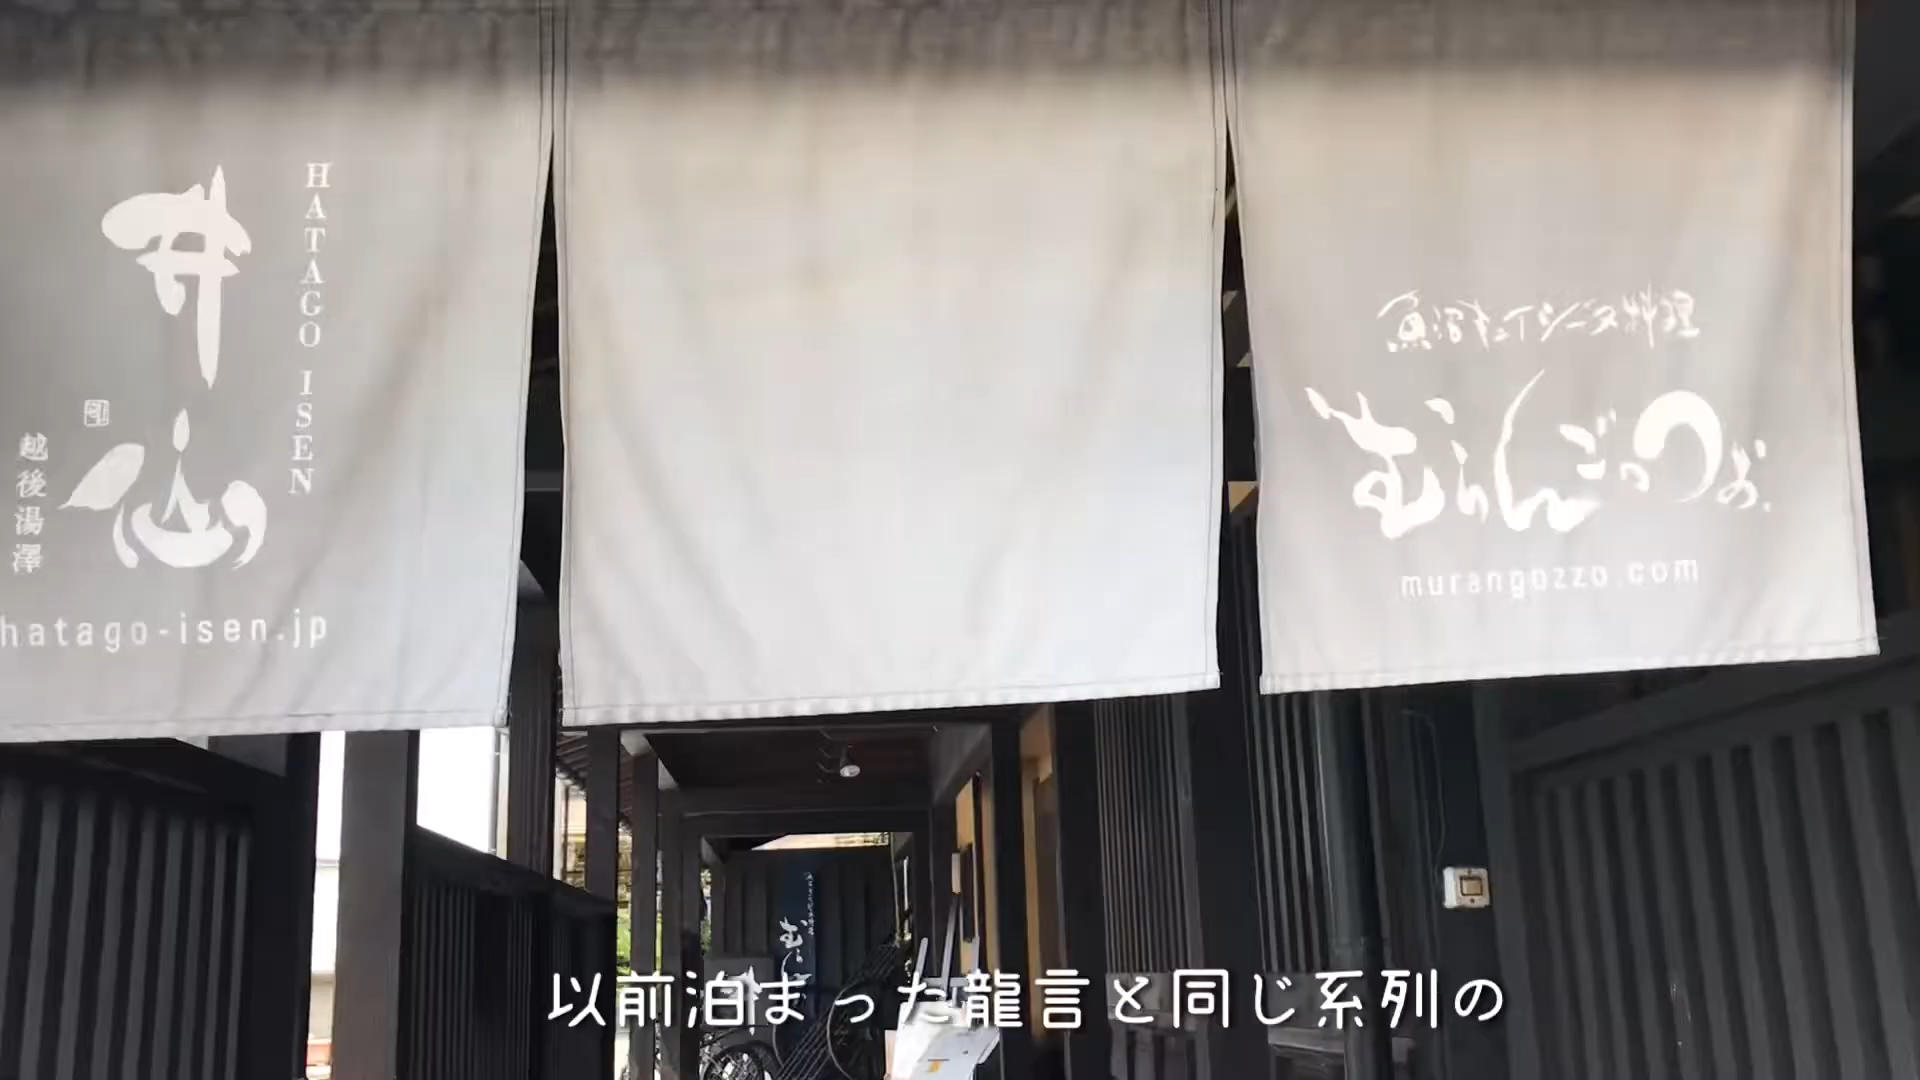 井仙
HATAGO ISEN
越後湯澤
hatago-isen.jp
魚沼キュイジーヌ料理
むらんごっつぉ
murangozzo.com
むら
以前泊まった龍言と同じ系列の